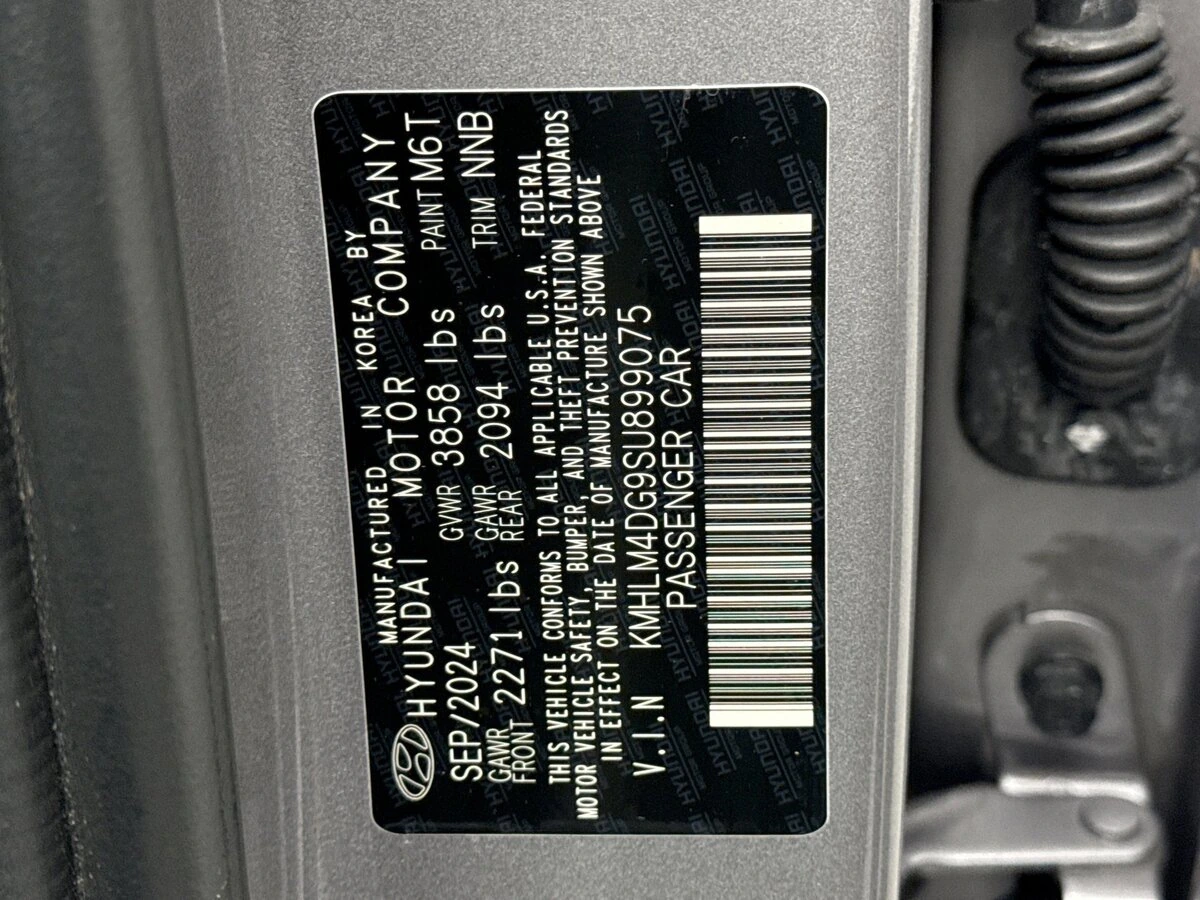 MANUFACTURED IN KOREA BY
HYUNDAI MOTOR COMPANY
SEP/2024 GVWR 3858 lbs PAINT M6T
GAWR FRONT 2271 lbs GAWR REAR 2094 lbs TRIM NNB
THIS VEHICLE CONFORMS TO ALL APPLICABLE U.S.A. FEDERAL
MOTOR VEHICLE SAFETY, BUMPER, AND THEFT PREVENTION STANDARDS
IN EFFECT ON THE DATE OF MANUFACTURE SHOWN ABOVE
V.I.N KMHLM4DG9SU899075
PASSENGER CAR